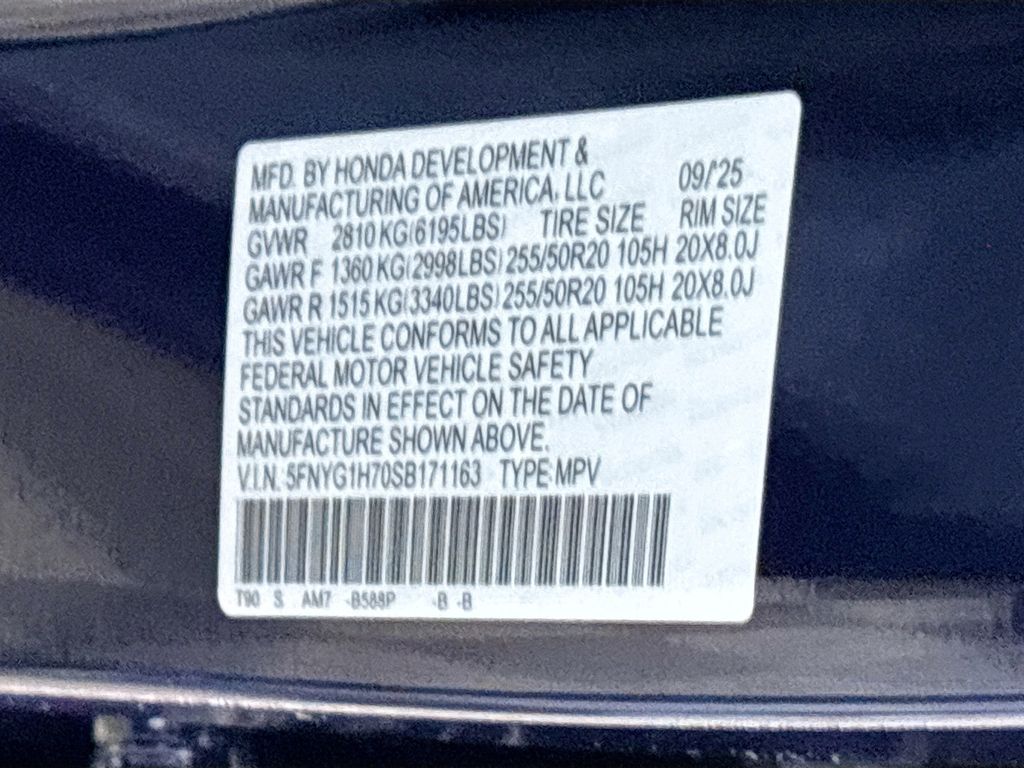 MFD. BY HONDA DEVELOPMENT &
MANUFACTURING OF AMERICA, LLC 09/'25
GVWR 2810 KG(6195LBS) TIRE SIZE RIM SIZE
GAWR F 1360 KG(2998LBS) 255/50R20 105H 20X8.0J
GAWR R 1515 KG(3340LBS) 255/50R20 105H 20X8.0J
THIS VEHICLE CONFORMS TO ALL APPLICABLE
FEDERAL MOTOR VEHICLE SAFETY
STANDARDS IN EFFECT ON THE DATE OF
MANUFACTURE SHOWN ABOVE.
V.I.N. 5FNYG1H70SB171163 TYPE:MPV
T90 S AM7 -B588P -B -B